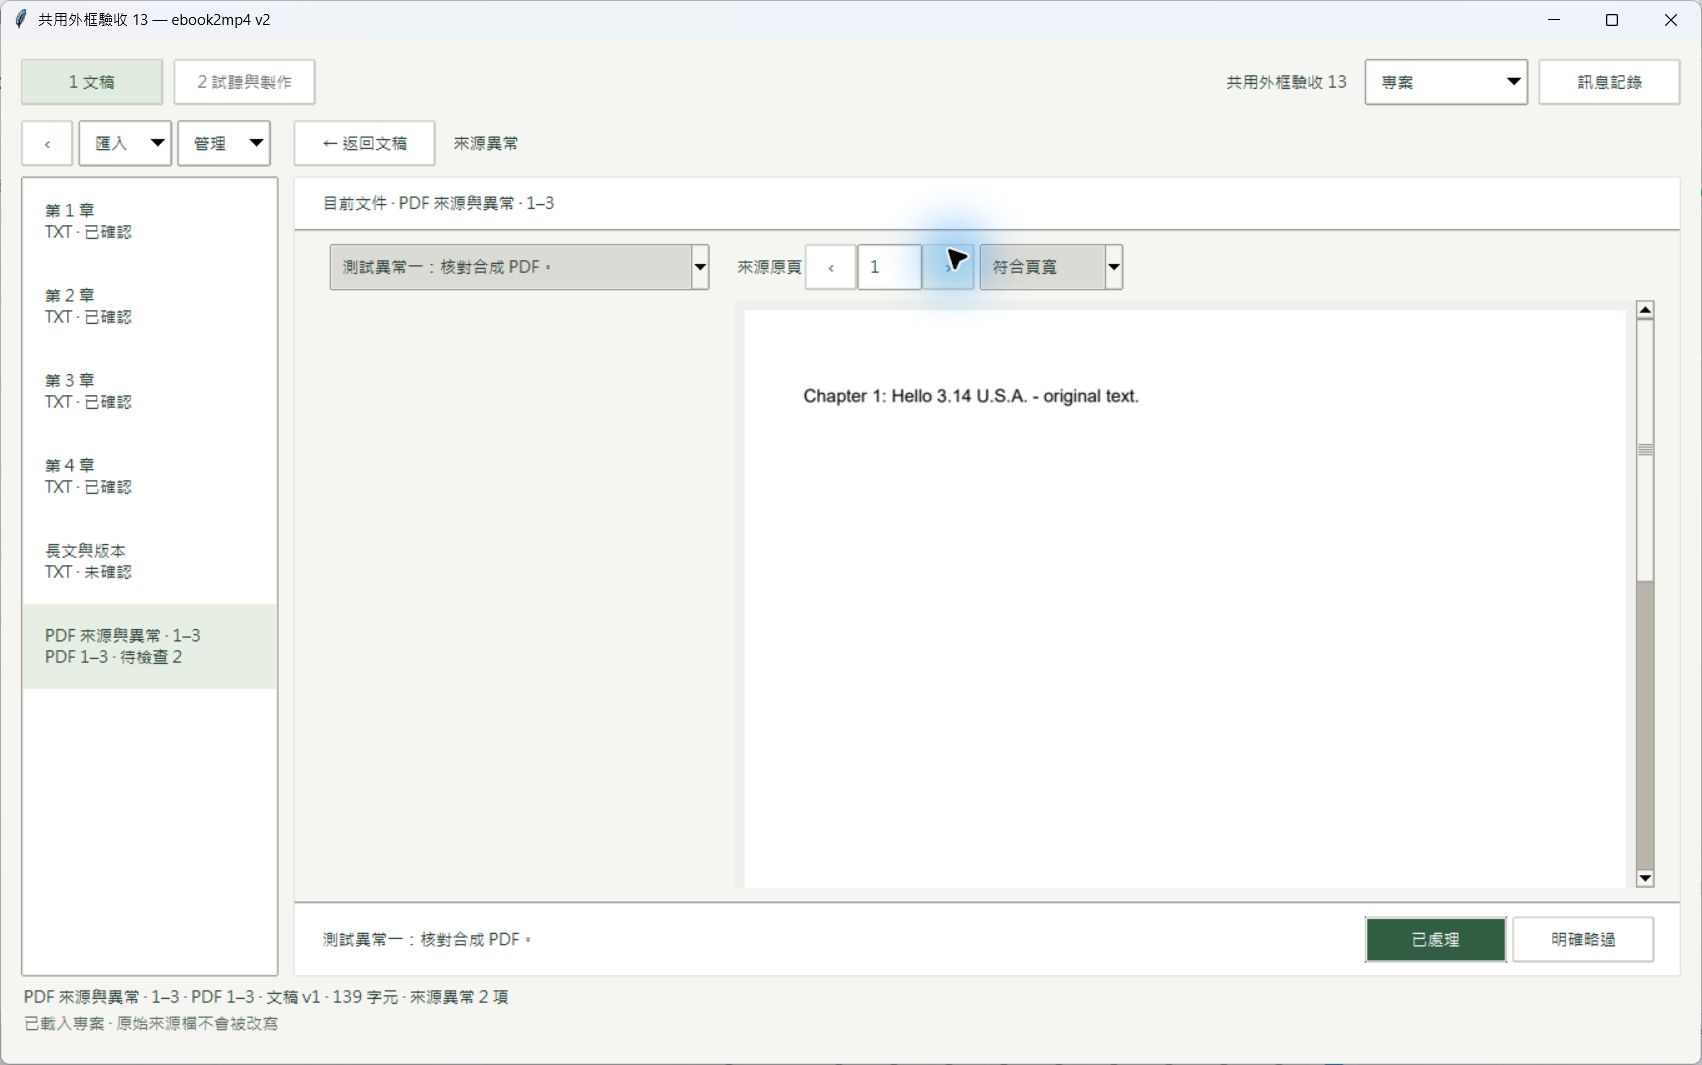 共用外框驗收 13 — ebook2mp4 v2
1 文稿
2 試聽與製作
共用外框驗收 13
專案
訊息記錄
‹
匯入
管理
← 返回文稿
來源異常
第 1 章
TXT · 已確認
第 2 章
TXT · 已確認
第 3 章
TXT · 已確認
第 4 章
TXT · 已確認
長文與版本
TXT · 未確認
PDF 來源與異常 · 1–3
PDF 1–3 · 待檢查 2
目前文件 · PDF 來源與異常 · 1–3
測試異常一：核對合成 PDF。
來源原頁
‹
1
›
符合頁寬
Chapter 1: Hello 3.14 U.S.A. - original text.
測試異常一：核對合成 PDF。
已處理
明確略過
PDF 來源與異常 · 1–3 · PDF 1–3 · 文稿 v1 · 139 字元 · 來源異常 2 項
已載入專案 · 原始來源檔不會被改寫